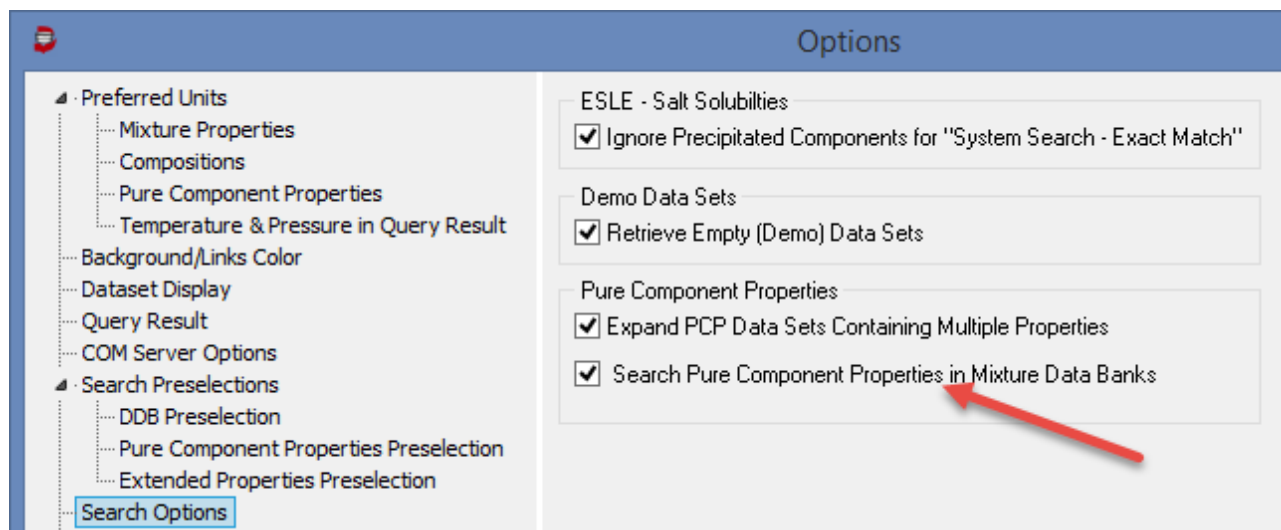 Options
Preferred Units
Mixture Properties
Compositions
Pure Component Properties
Temperature & Pressure in Query Result
Background/Links Color
Dataset Display
Query Result
COM Server Options
Search Preselections
DDB Preselection
Pure Component Properties Preselection
Extended Properties Preselection
Search Options
ESLE - Salt Solubilties
Ignore Precipitated Components for "System Search - Exact Match"
Demo Data Sets
Retrieve Empty (Demo) Data Sets
Pure Component Properties
Expand PCP Data Sets Containing Multiple Properties
Search Pure Component Properties in Mixture Data Banks